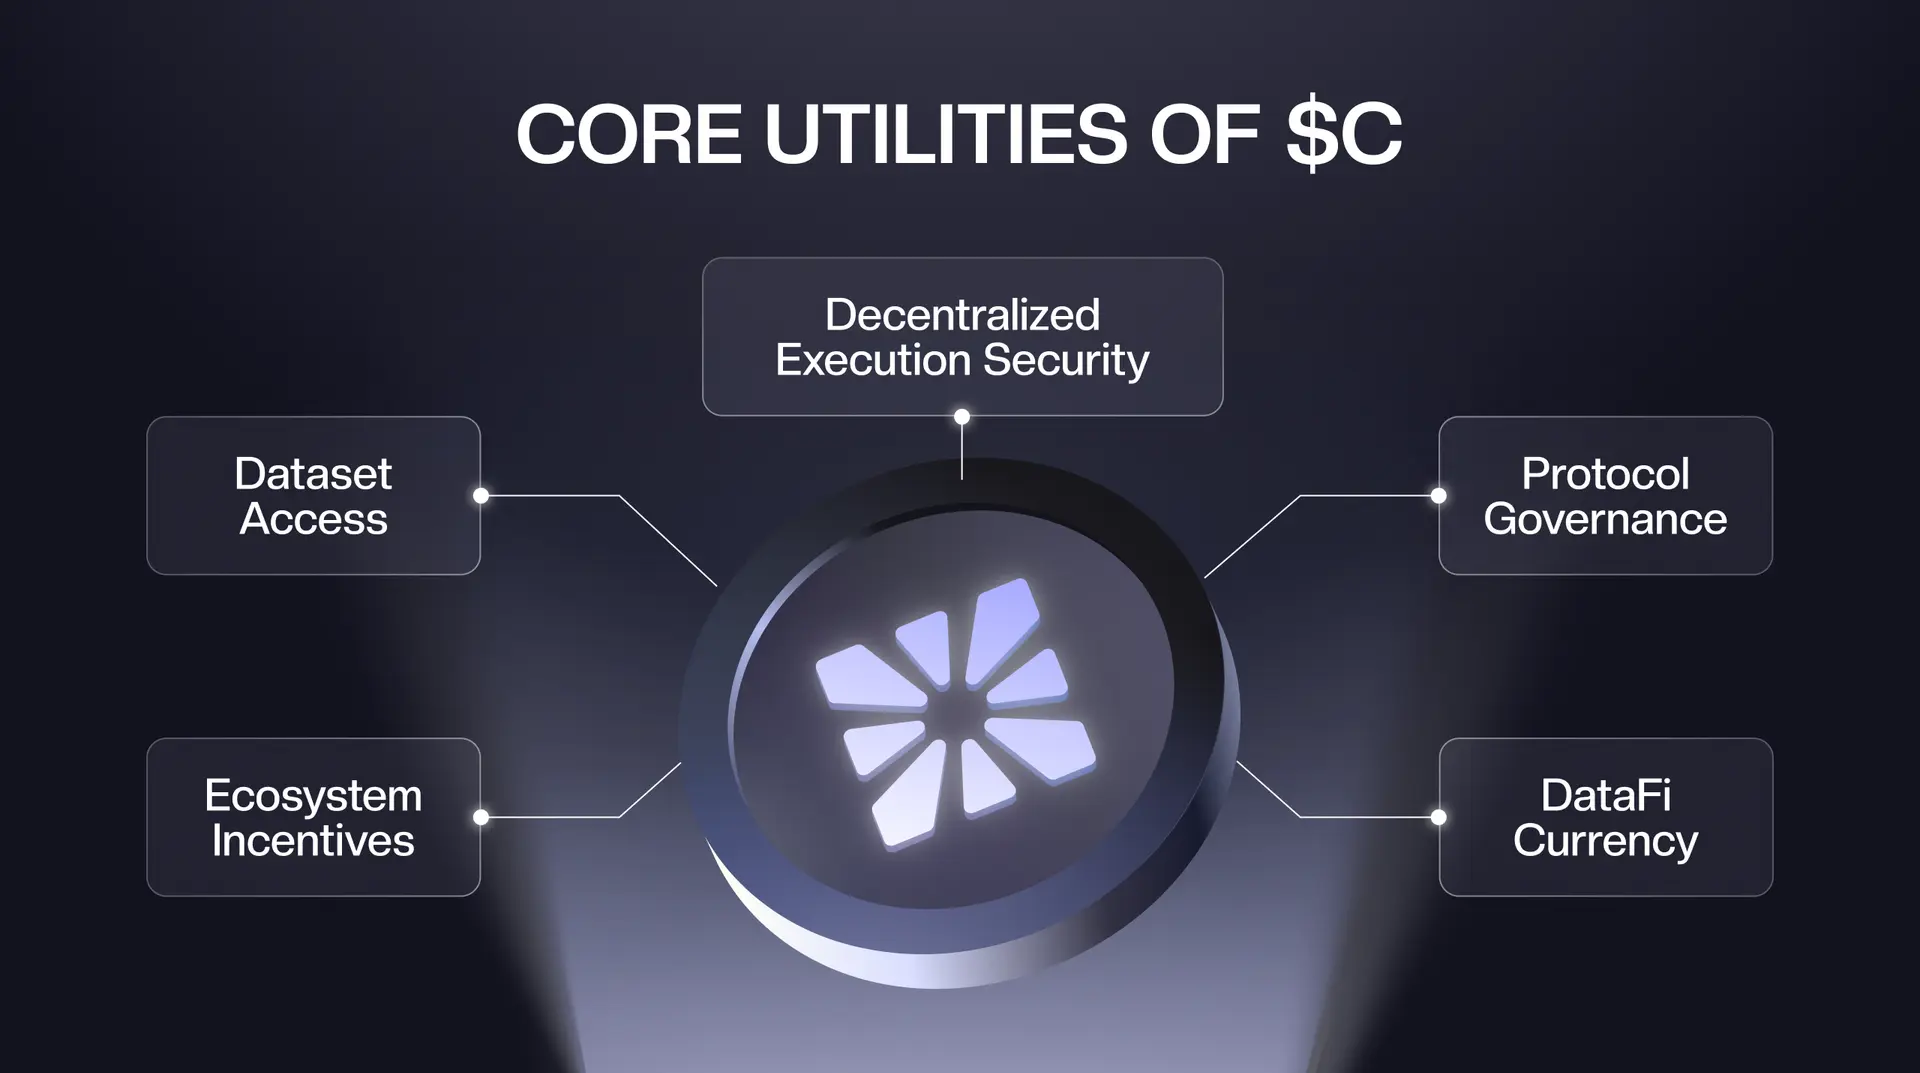 CORE UTILITIES OF $C
Decentralized
Execution Security
Dataset
Access
Protocol
Governance
Ecosystem
Incentives
DataFi
Currency